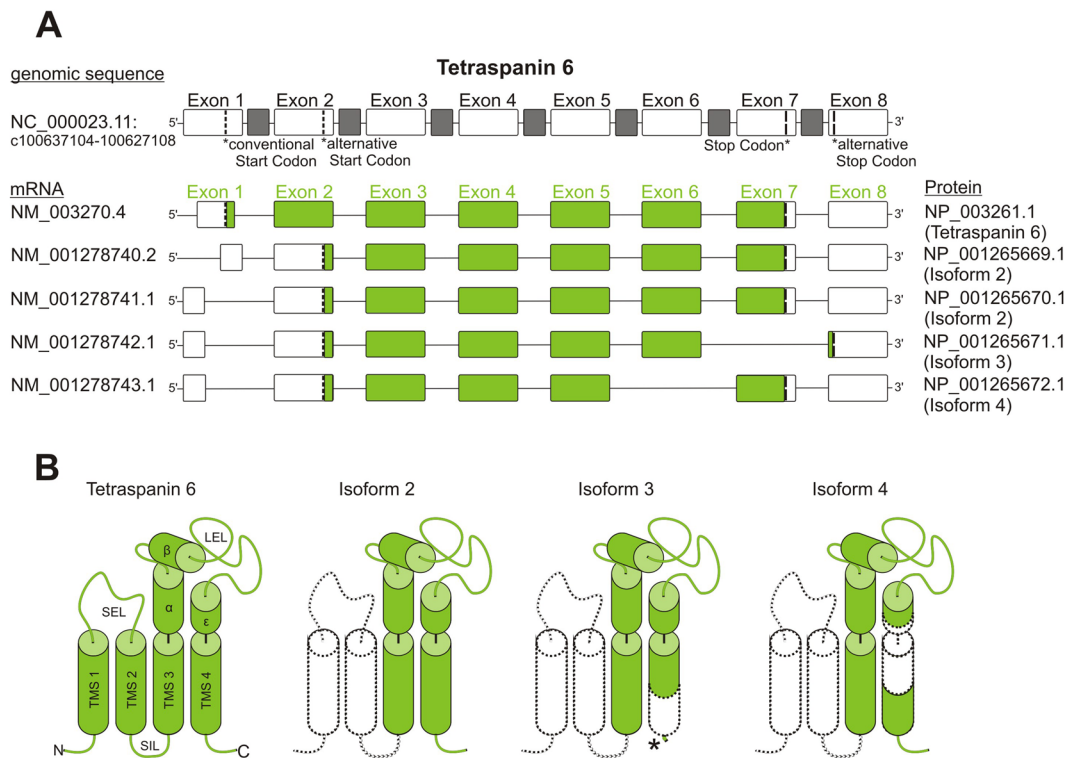 A
genomic sequence
Tetraspanin 6
Exon 1 Exon 2 Exon 3 Exon 4 Exon 5 Exon 6 Exon 7 Exon 8
NC_000023.11: 5' 3'
c100637104-100627108
*conventional Start Codon
*alternative Start Codon
Stop Codon*
*alternative Stop Codon
mRNA Exon 1 Exon 2 Exon 3 Exon 4 Exon 5 Exon 6 Exon 7 Exon 8 Protein
NM_003270.4 5' 3' NP_003261.1
(Tetraspanin 6)
NM_001278740.2 5' 3' NP_001265669.1
(Isoform 2)
NM_001278741.1 5' 3' NP_001265670.1
(Isoform 2)
NM_001278742.1 5' 3' NP_001265671.1
(Isoform 3)
NM_001278743.1 5' 3' NP_001265672.1
(Isoform 4)
B
Tetraspanin 6 Isoform 2 Isoform 3 Isoform 4
LEL
β
SEL
α
ε
TMS 1 TMS 2 TMS 3 TMS 4
N SIL C
*